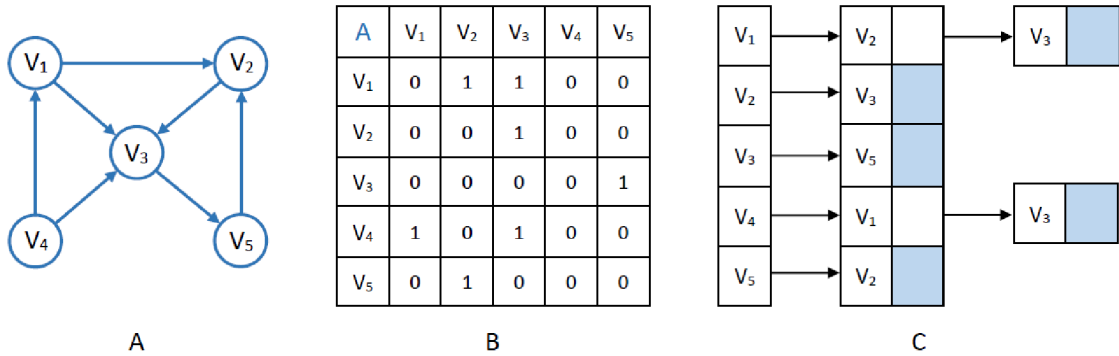 V1 V2
V3
V4 V5
A
A V1 V2 V3 V4 V5
V1 0 1 1 0 0
V2 0 0 1 0 0
V3 0 0 0 0 1
V4 1 0 1 0 0
V5 0 1 0 0 0
B
V1 V2 V3
V2 V3
V3 V5
V4 V1 V3
V5 V2
C